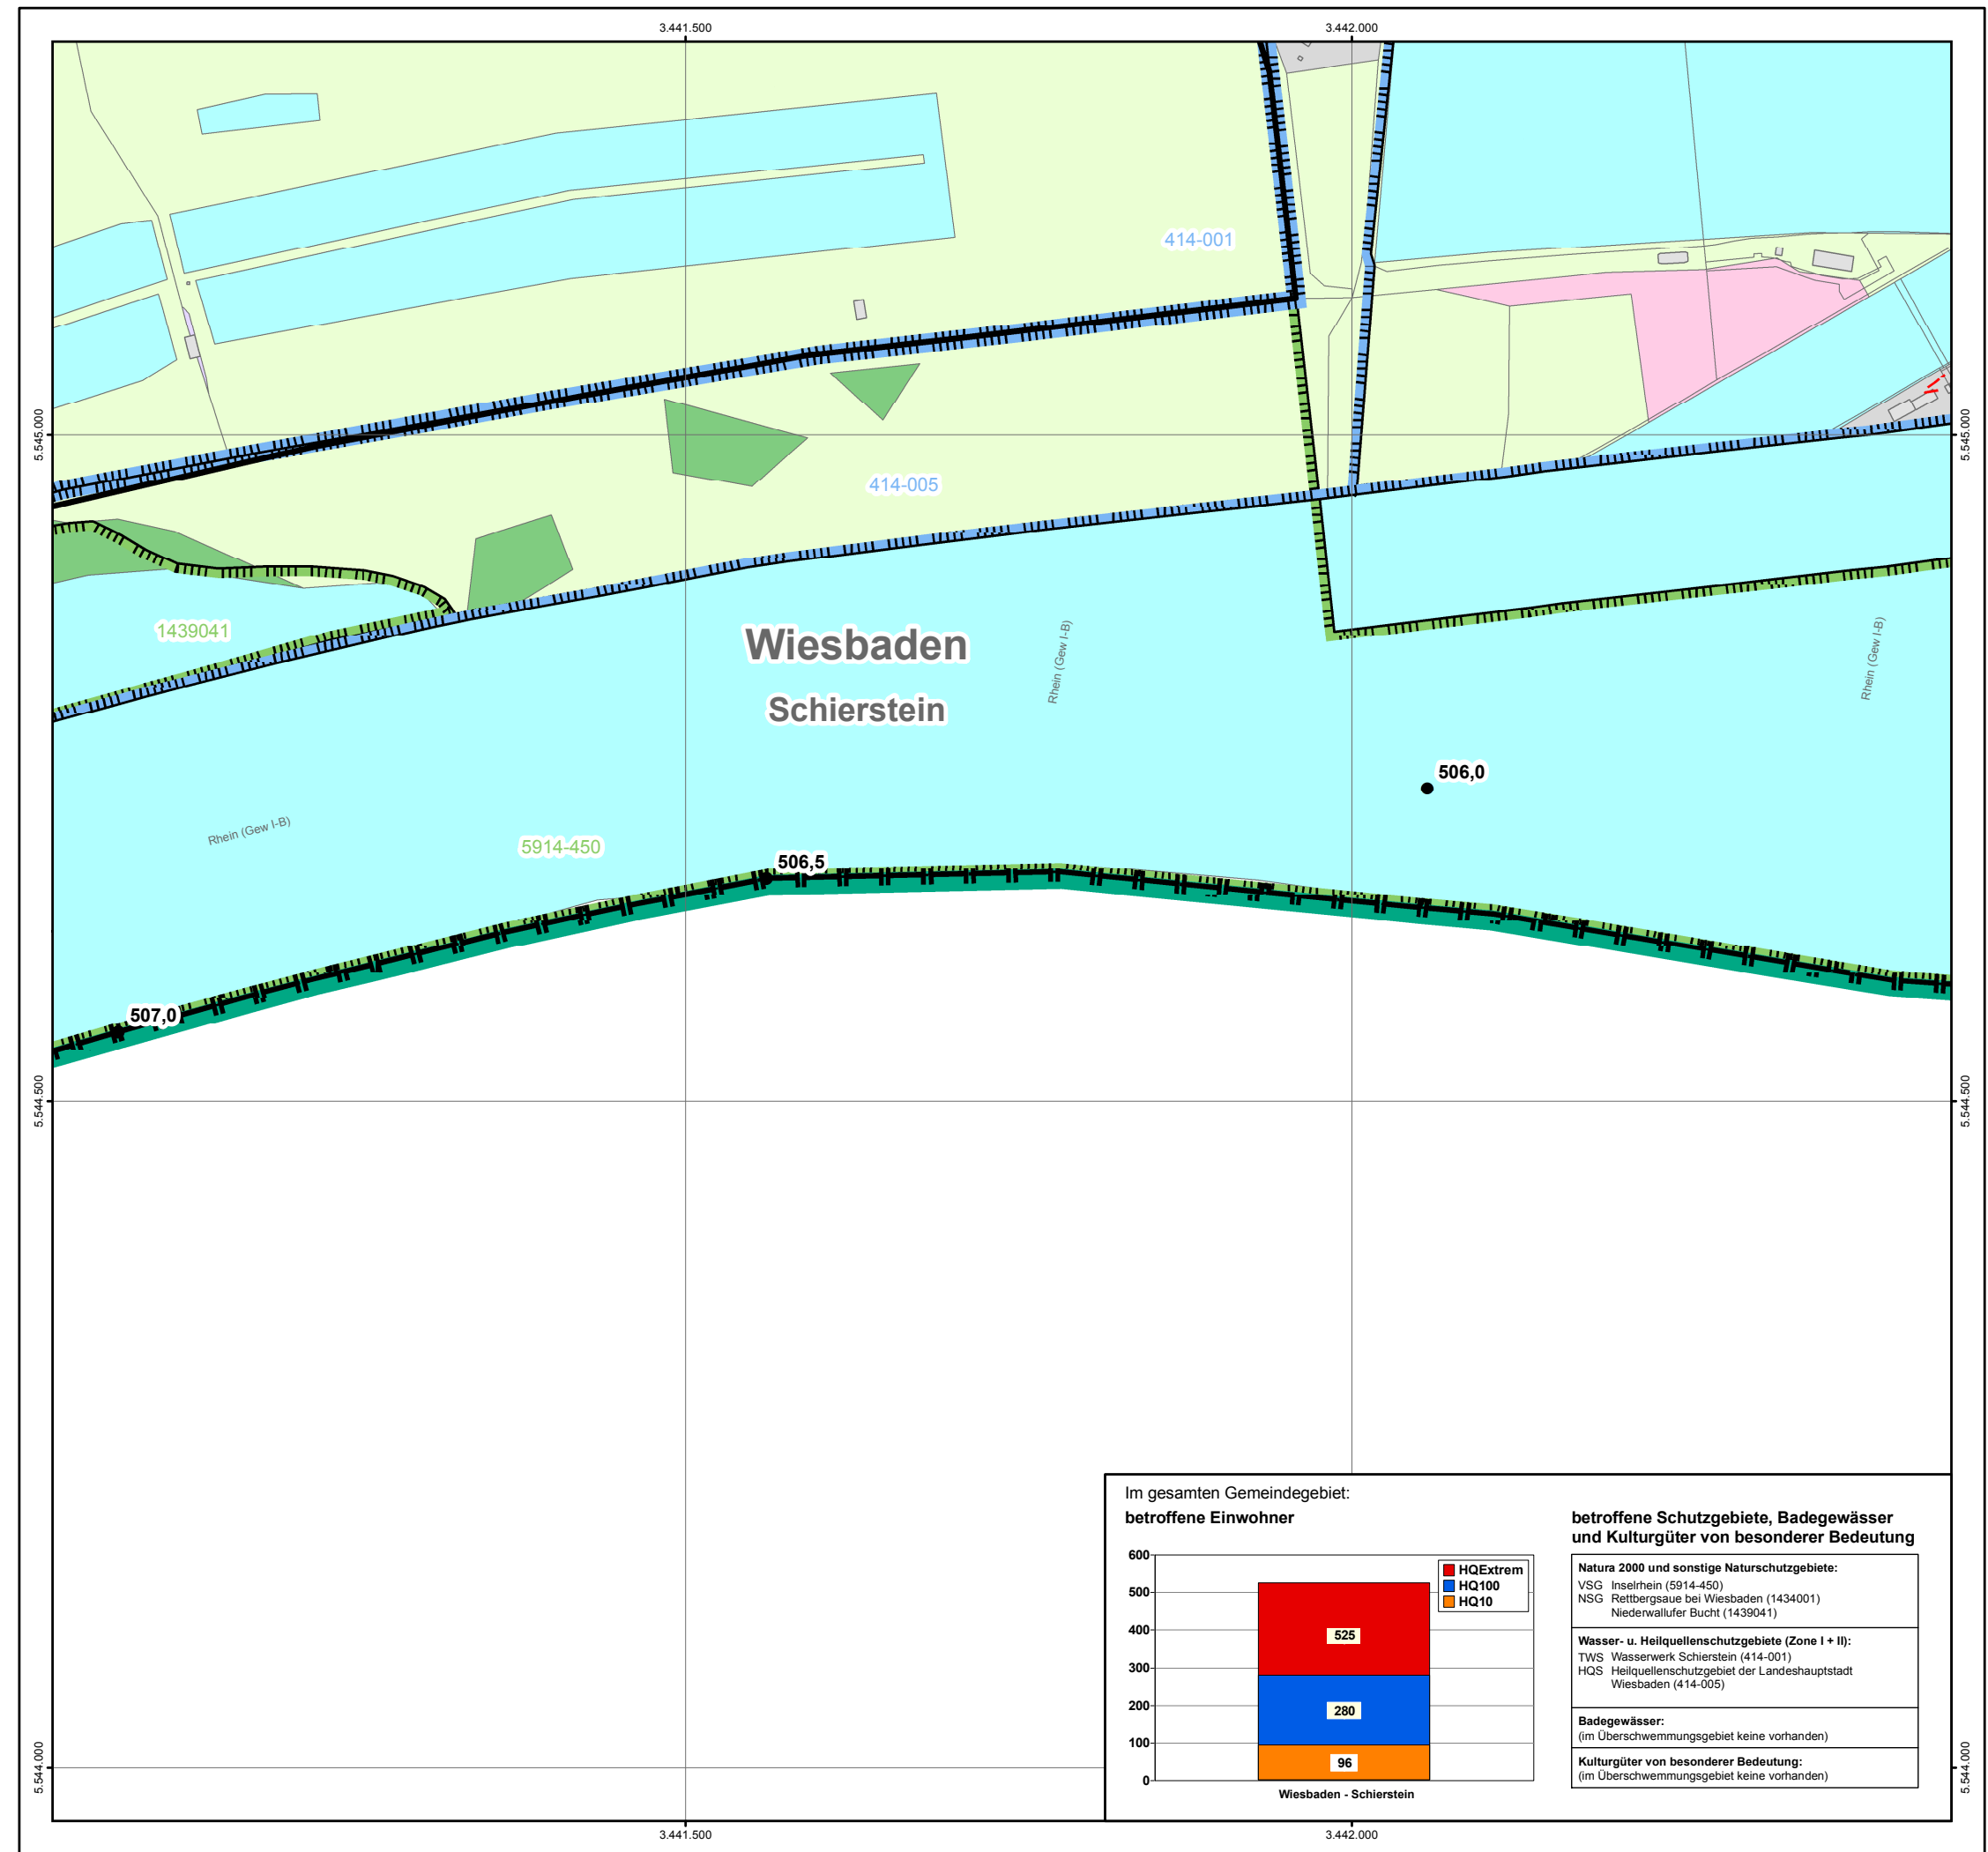 3.441.500
3.442.000
5.545.000
5.545.000
414-001
414-005
1439041
Wiesbaden
Schierstein
Rhein (Gew I-B)
Rhein (Gew I-B)
506,0
Rhein (Gew I-B)
5914-450
506,5
507,0
5.544.500
5.544.500
Im gesamten Gemeindegebiet:
betroffene Einwohner
600
500
400
300
200
100
0
HQExtrem
HQ100
HQ10
525
280
96
Wiesbaden - Schierstein
betroffene Schutzgebiete, Badegewässer
und Kulturgüter von besonderer Bedeutung
Natura 2000 und sonstige Naturschutzgebiete:
VSG Inselrhein (5914-450)
NSG Rettbergsaue bei Wiesbaden (1434001)
Niederwallufer Bucht (1439041)
Wasser- u. Heilquellenschutzgebiete (Zone I + II):
TWS Wasserwerk Schierstein (414-001)
HQS Heilquellenschutzgebiet der Landeshauptstadt
Wiesbaden (414-005)
Badegewässer:
(im Überschwemmungsgebiet keine vorhanden)
Kulturgüter von besonderer Bedeutung:
(im Überschwemmungsgebiet keine vorhanden)
5.544.000
5.544.000
3.441.500
3.442.000